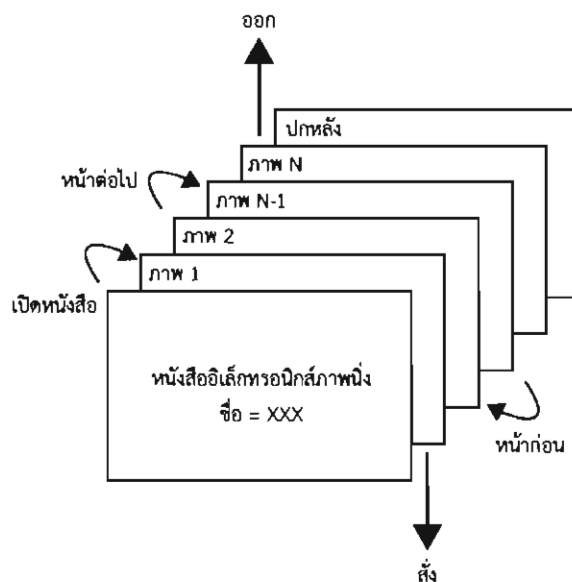 ออก
ปกหลัง
ภาพ N
หน้าต่อไป
ภาพ N-1
ภาพ 2
ภาพ 1
เปิดหนังสือ
หนังสืออิเล็กทรอนิกส์ภาพนิ่ง
ชื่อ = XXX
หน้าก่อน
สั่ง